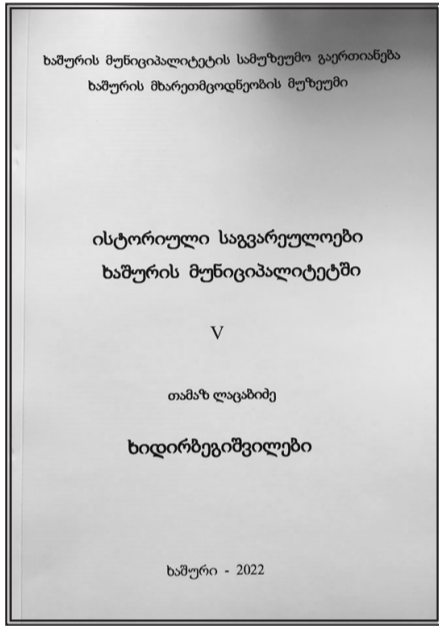 ხაშურის მუნიციპალიტეტის სამუზეუმო გაერთიანება
ხაშურის მხარეთმცოდნეობის მუზეუმი
ისტორიული საგვარეულოები
ხაშურის მუნიციპალიტეტში
V
თამაზ ლაცაბიძე
ხიდირბეგიშვილები
ხაშური - 2022